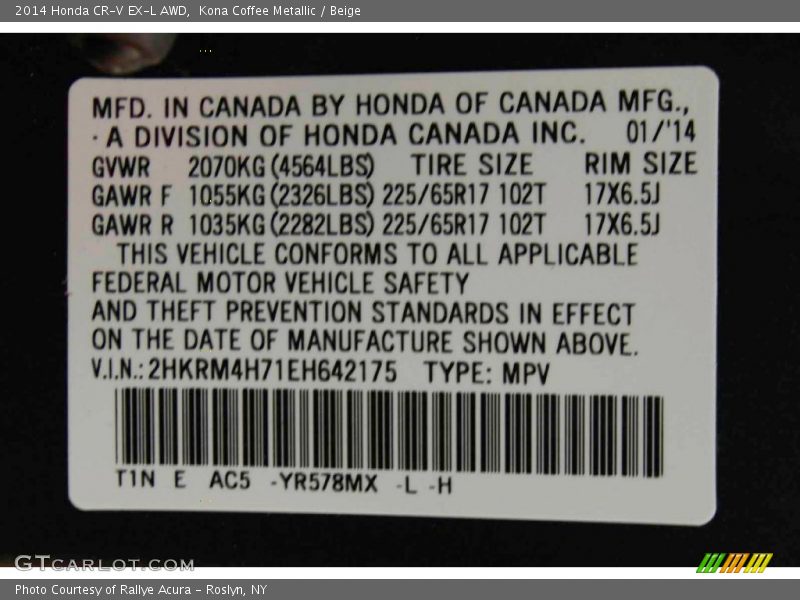 2014 Honda CR-V EX-L AWD, Kona Coffee Metallic / Beige
MFD. IN CANADA BY HONDA OF CANADA MFG.,
A DIVISION OF HONDA CANADA INC. 01/'14
GVWR 2070KG(4564LBS) TIRE SIZE RIM SIZE
GAWR F 1055KG(2326LBS) 225/65R17 102T 17X6.5J
GAWR R 1035KG(2282LBS) 225/65R17 102T 17X6.5J
THIS VEHICLE CONFORMS TO ALL APPLICABLE
FEDERAL MOTOR VEHICLE SAFETY
AND THEFT PREVENTION STANDARDS IN EFFECT
ON THE DATE OF MANUFACTURE SHOWN ABOVE.
V.I.N.: 2HKRM4H71EH642175 TYPE: MPV
T1N E AC5 -YR578MX -L -H
GTCARLOT.COM
Photo Courtesy of Rallye Acura - Roslyn, NY